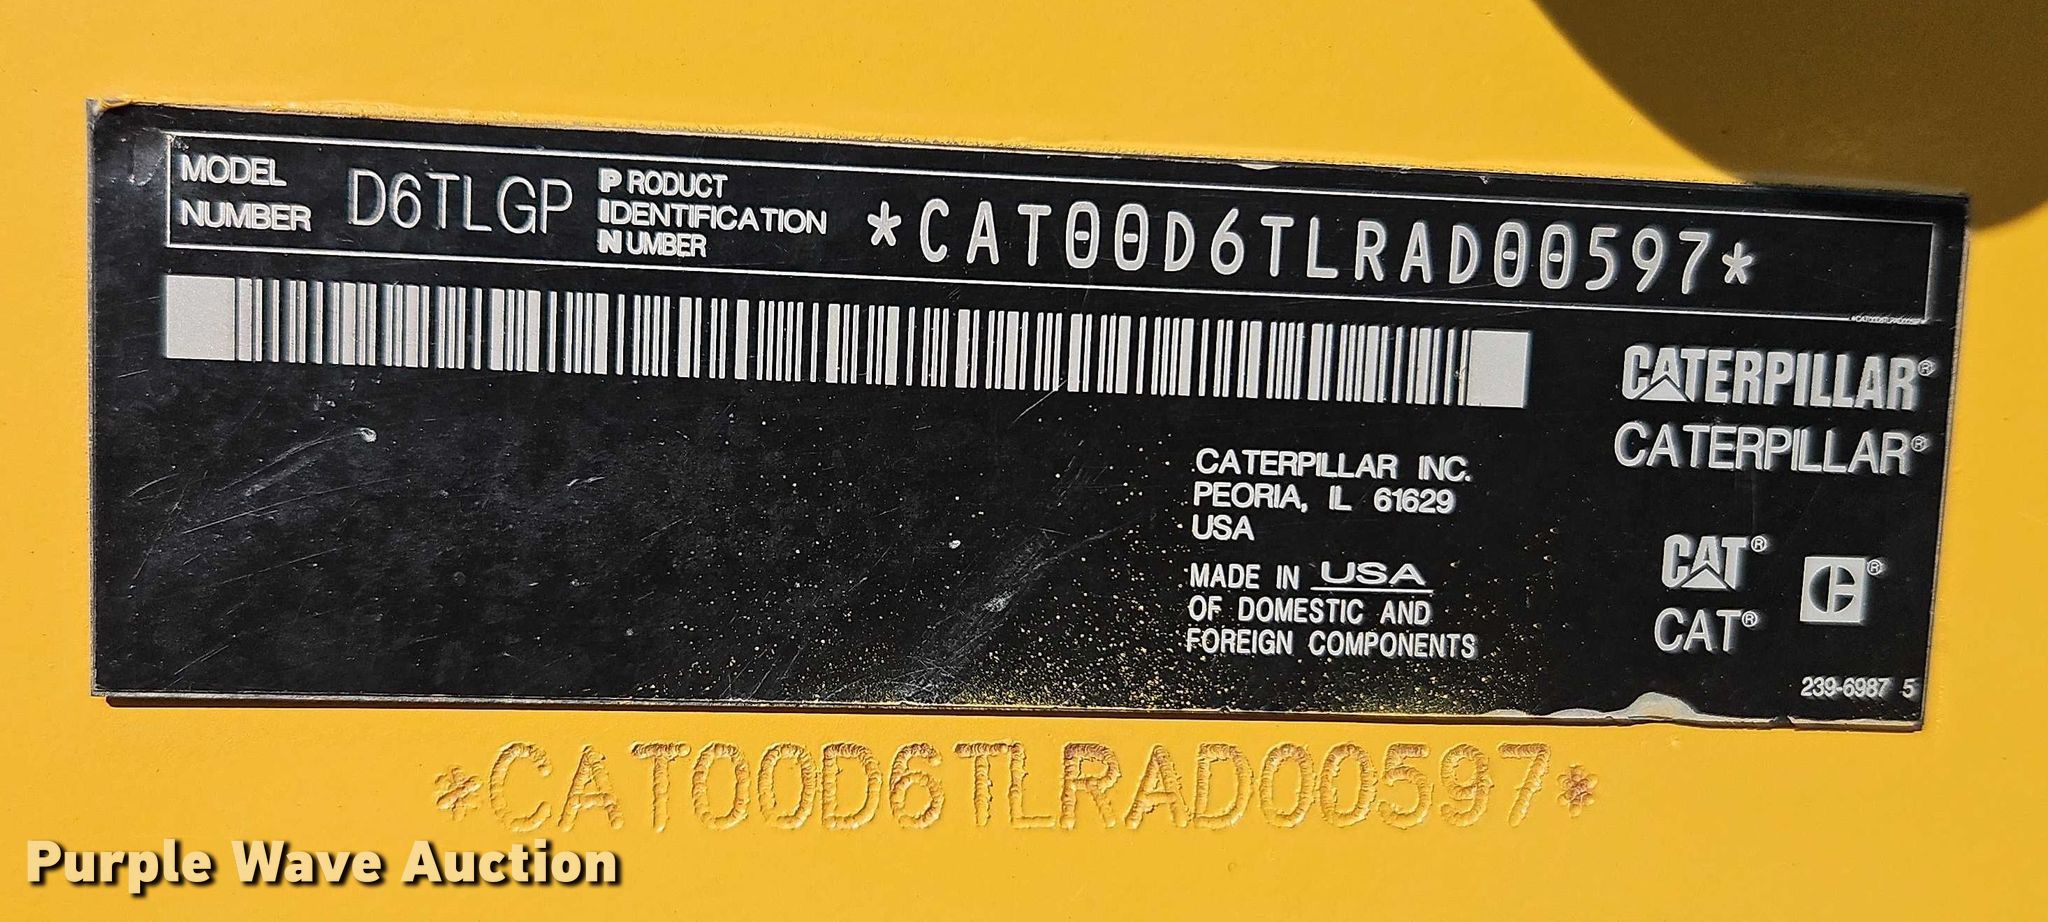 MODEL NUMBER D6TLGP PRODUCT IDENTIFICATION NUMBER *CAT00D6TLRAD00597*
*CAT00D6TLRAD00597*
CATERPILLAR®
CATERPILLAR®
CATERPILLAR INC.
PEORIA, IL 61629
USA
MADE IN USA
OF DOMESTIC AND
FOREIGN COMPONENTS
CAT®
CAT®
C®
239-6987 5
*CAT00D6TLRAD00597*
Purple Wave Auction